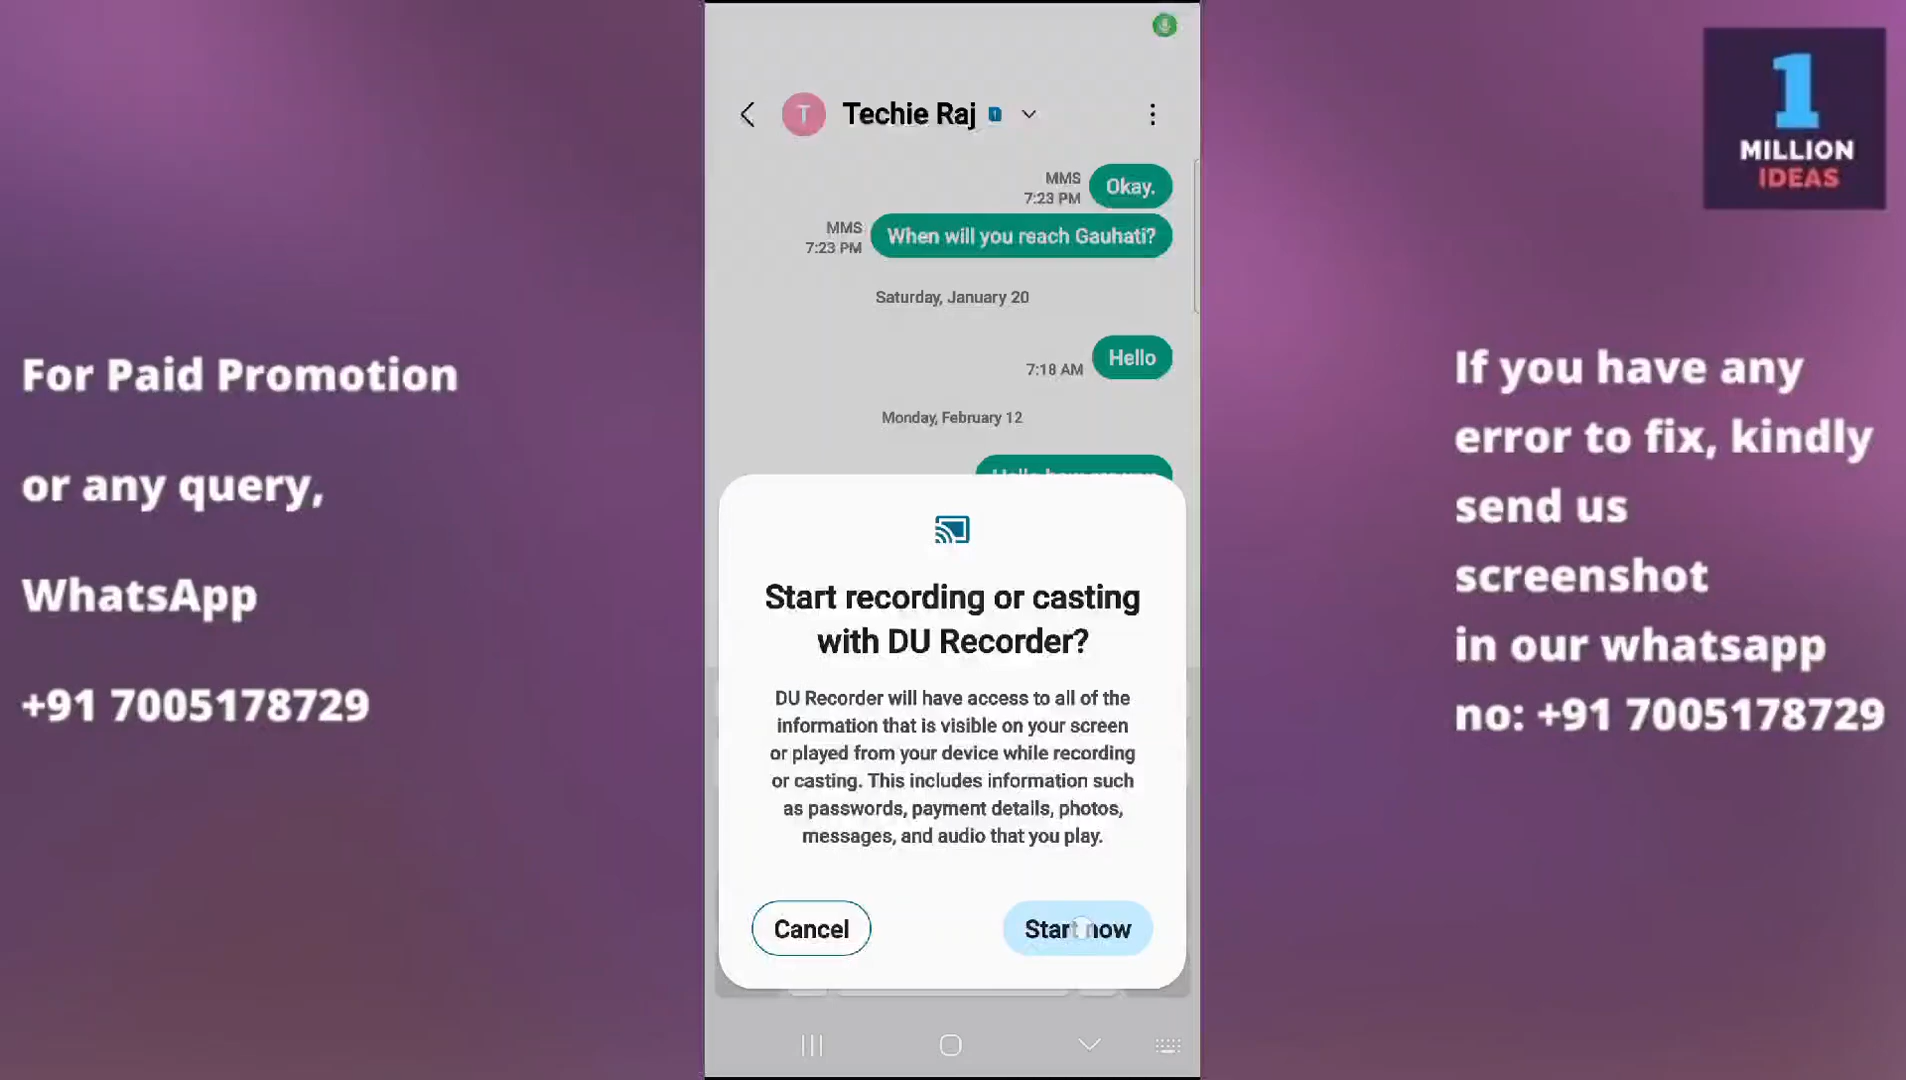 For Paid Promotion
or any query,
WhatsApp
+91 7005178729
T
Techie Raj
MMS
7:23 PM
Okay.
MMS
7:23 PM
When will you reach Gauhati?
Saturday, January 20
7:18 AM
Hello
Monday, February 12
Hello how are you
Start recording or casting
with DU Recorder?
DU Recorder will have access to all of the
information that is visible on your screen
or played from your device while recording
or casting. This includes information such
as passwords, payment details, photos,
messages, and audio that you play.
Cancel
Start now
1
MILLION
IDEAS
If you have any
error to fix, kindly
send us
screenshot
in our whatsapp
no: +91 7005178729